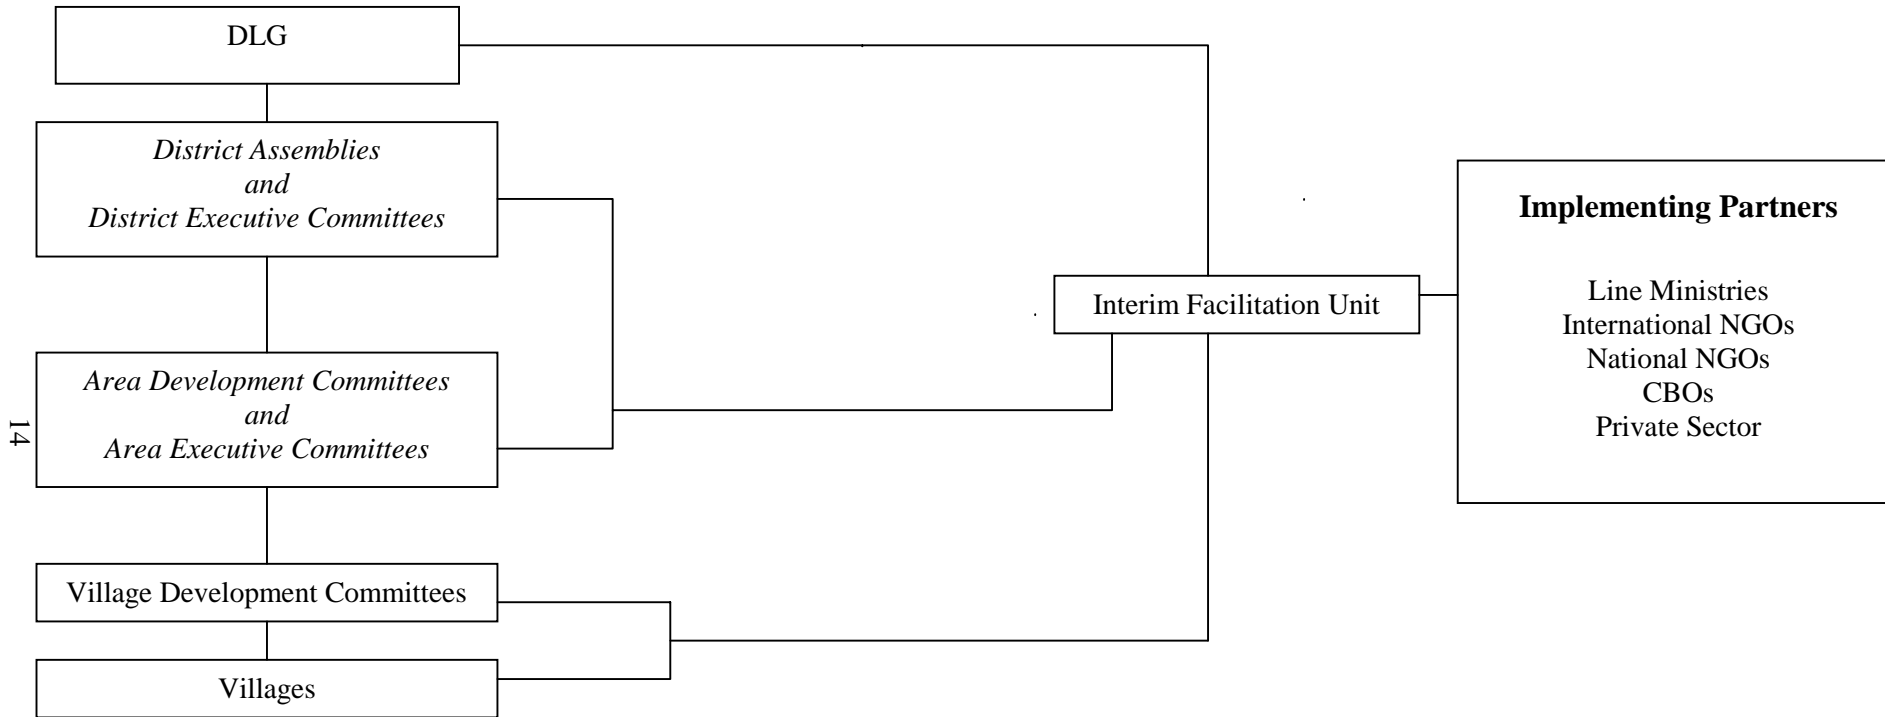 DLG
District Assemblies
and
District Executive Committees
Area Development Committees
and
Area Executive Committees
Village Development Committees
Villages
Interim Facilitation Unit
Implementing Partners
Line Ministries
International NGOs
National NGOs
CBOs
Private Sector
14